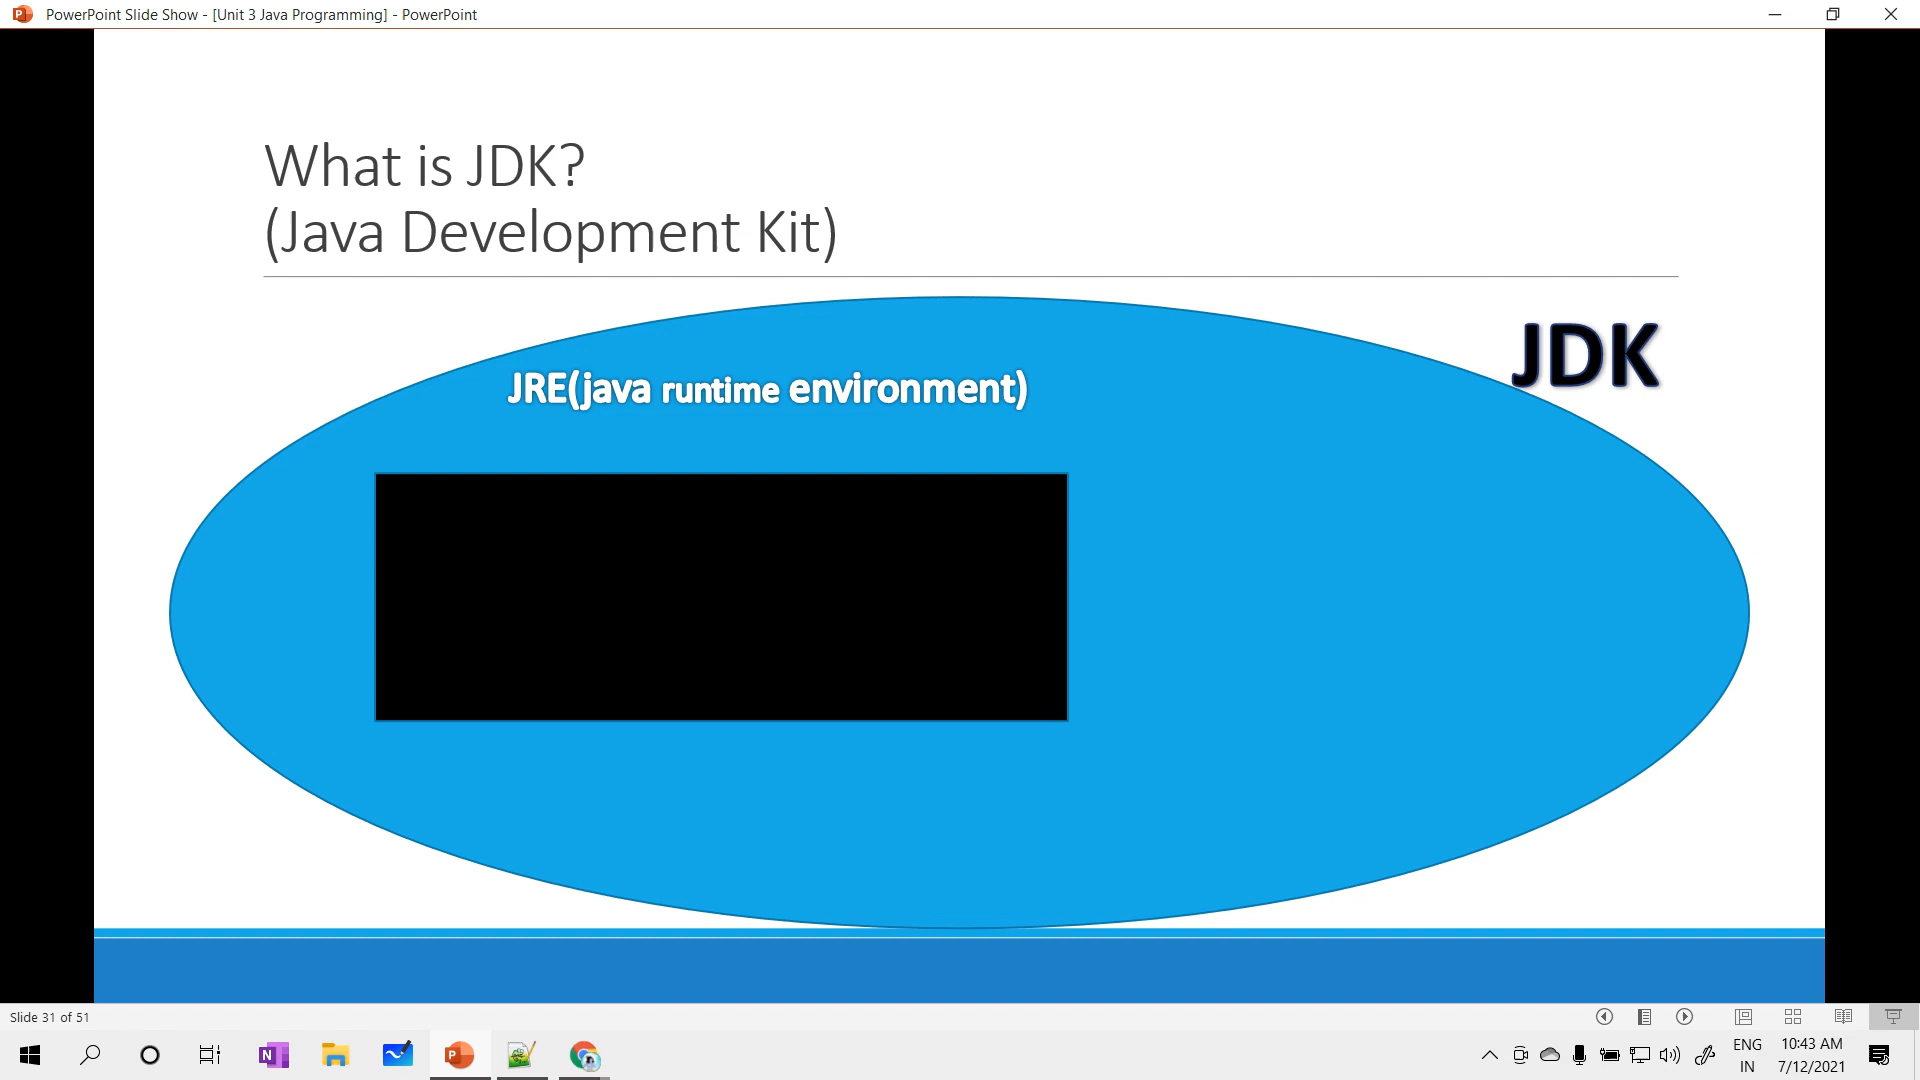 PowerPoint Slide Show - [Unit 3 Java Programming] - PowerPoint
What is JDK?
(Java Development Kit)
JDK
JRE(java runtime environment)
Slide 31 of 51
ENG
IN
10:43 AM
7/12/2021